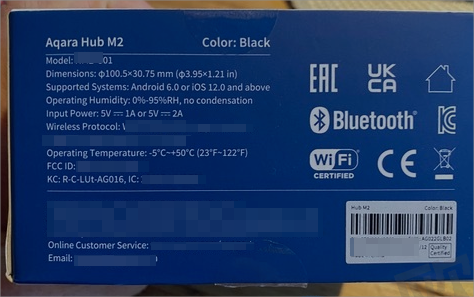 Aqara Hub M2 Color: Black
Model: 01
Dimensions: φ100.5×30.75 mm (φ3.95×1.21 in)
Supported Systems: Android 6.0 or iOS 12.0 and above
Operating Humidity: 0%-95%RH, no condensation
Input Power: 5V⎓1A or 5V⎓2A
Wireless Protocol:
Operating Temperature: -5°C~+50°C (23°F~122°F)
FCC ID:
KC: R-C-LUt-AG016, IC:
Online Customer Service:
Email:
EAC
UK
CA
Bluetooth®
Wi Fi
CERTIFIED
CE
Hub M2 Color: Black
AG022GLB02
Quality
Certified